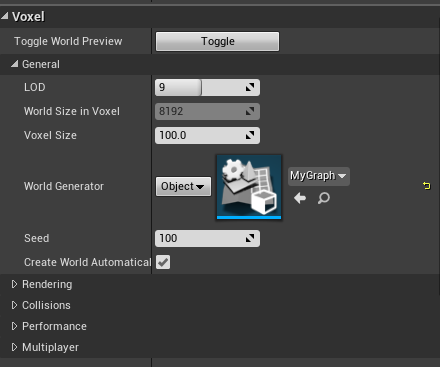 Voxel
Toggle World Preview Toggle
General
LOD 9
World Size in Voxel 8192
Voxel Size 100.0
World Generator Object MyGraph
Seed 100
Create World Automatical
Rendering
Collisions
Performance
Multiplayer